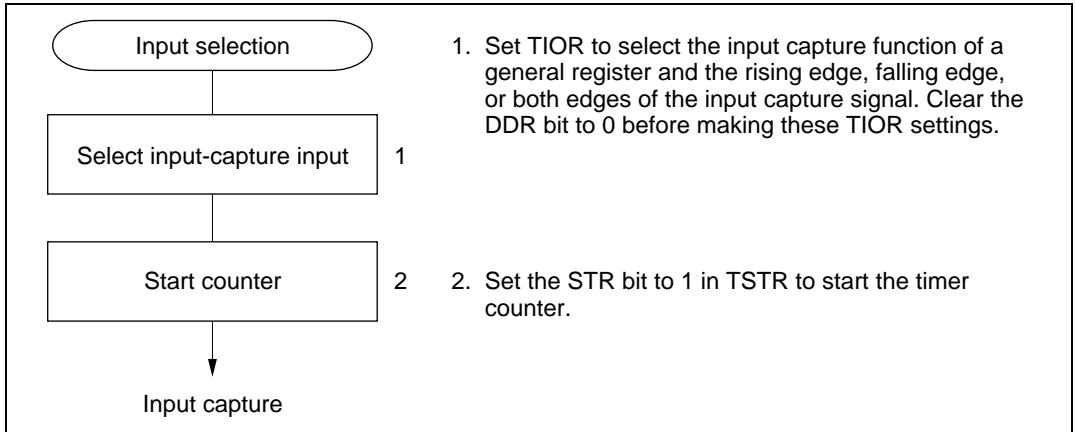 Input selection
1. Set TIOR to select the input capture function of a
general register and the rising edge, falling edge,
or both edges of the input capture signal. Clear the
DDR bit to 0 before making these TIOR settings.
Select input-capture input 1
Start counter 2
2. Set the STR bit to 1 in TSTR to start the timer
counter.
Input capture